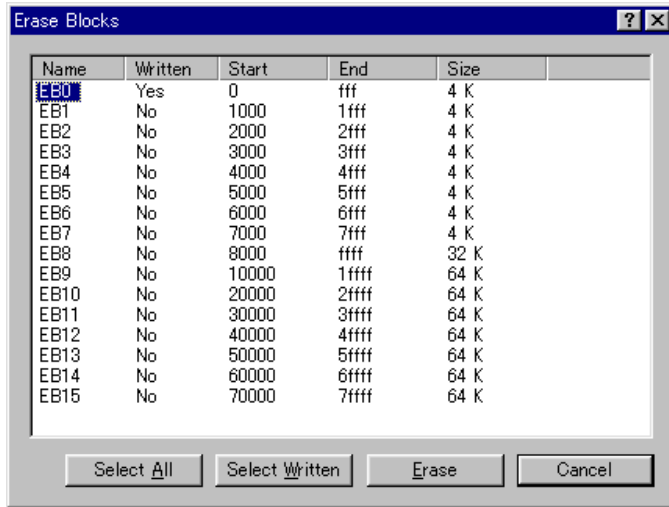 Erase Blocks
Name Written Start End Size
EB0 Yes 0 fff 4 K
EB1 No 1000 1fff 4 K
EB2 No 2000 2fff 4 K
EB3 No 3000 3fff 4 K
EB4 No 4000 4fff 4 K
EB5 No 5000 5fff 4 K
EB6 No 6000 6fff 4 K
EB7 No 7000 7fff 4 K
EB8 No 8000 ffff 32 K
EB9 No 10000 1ffff 64 K
EB10 No 20000 2ffff 64 K
EB11 No 30000 3ffff 64 K
EB12 No 40000 4ffff 64 K
EB13 No 50000 5ffff 64 K
EB14 No 60000 6ffff 64 K
EB15 No 70000 7ffff 64 K
Select All Select Written Erase Cancel